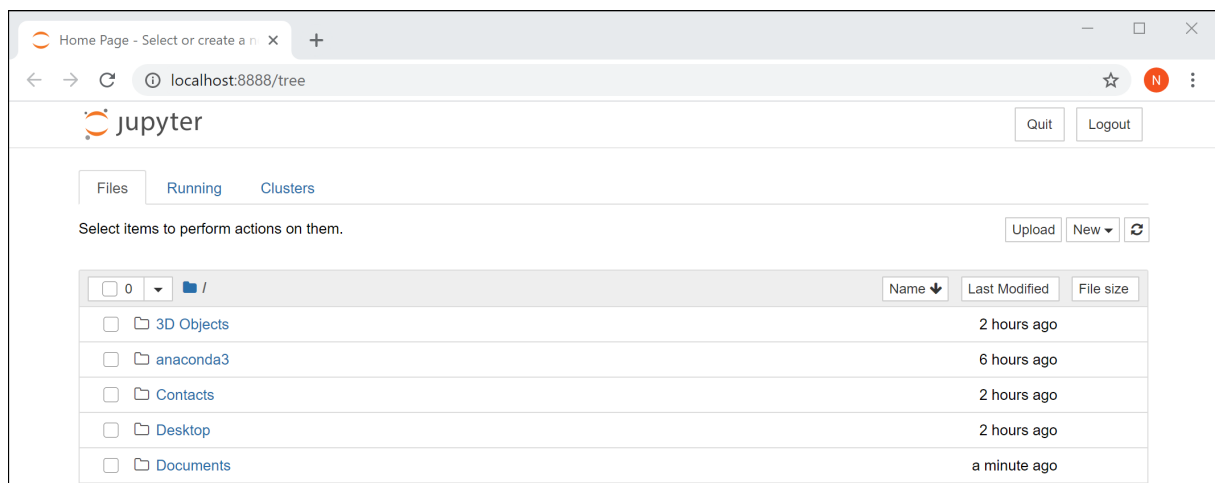 Home Page - Select or create a n
localhost:8888/tree
N
jupyter
Quit Logout
Files Running Clusters
Select items to perform actions on them.
Upload New
0 /
Name Last Modified File size
3D Objects 2 hours ago
anaconda3 6 hours ago
Contacts 2 hours ago
Desktop 2 hours ago
Documents a minute ago